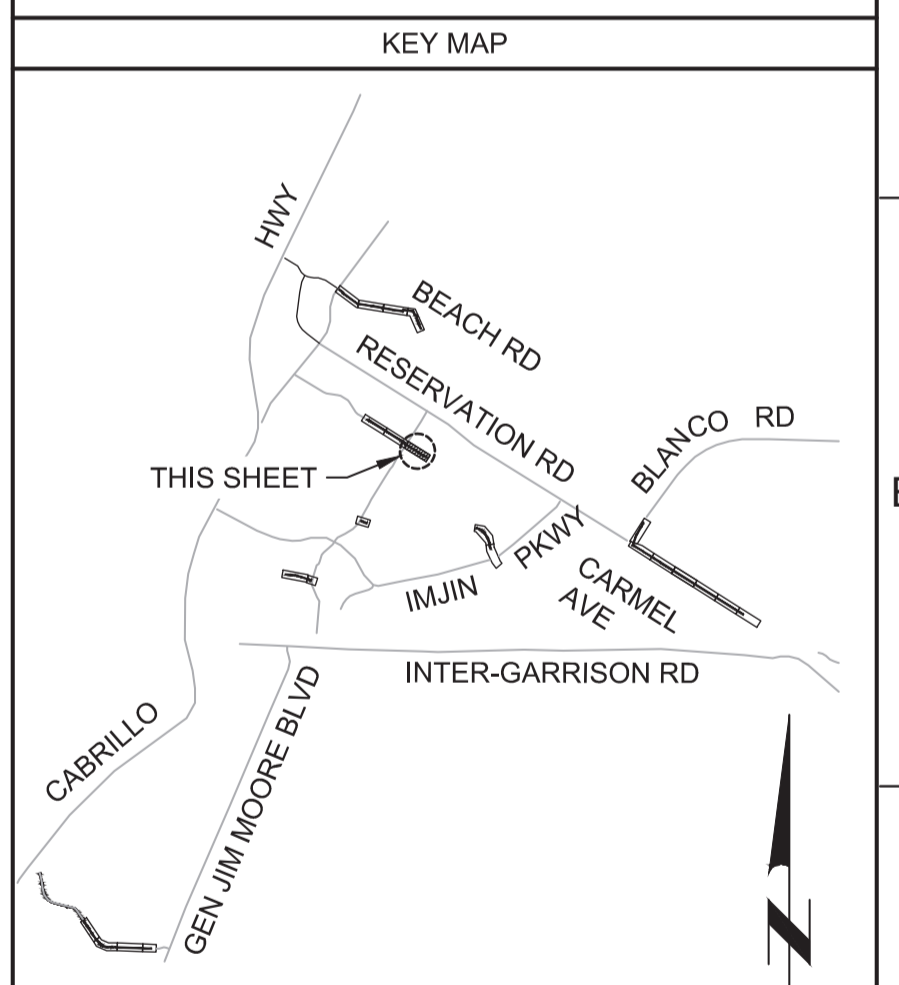 KEY MAP
HWY
BEACH RD
RESERVATION RD
BLANCO RD
THIS SHEET
IMJIN PKWY
CARMEL
AVE
INTER-GARRISON RD
CABRILLO
GEN JIM MOORE BLVD
N